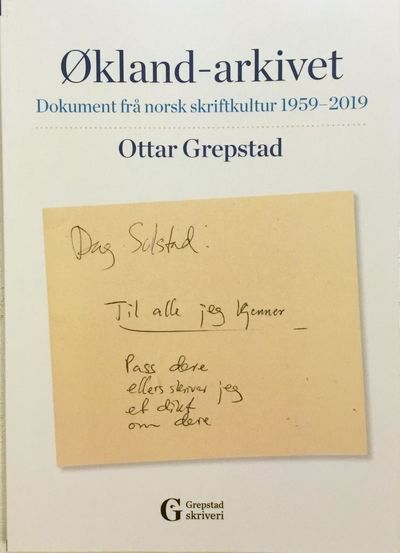 Økland-arkivet
Dokument frå norsk skriftkultur 1959–2019
Ottar Grepstad
Dag Solstad:
Til alle jeg kjenner
Pass dere
ellers skriver jeg
et dikt
om dere
G Grepstad
skriveri